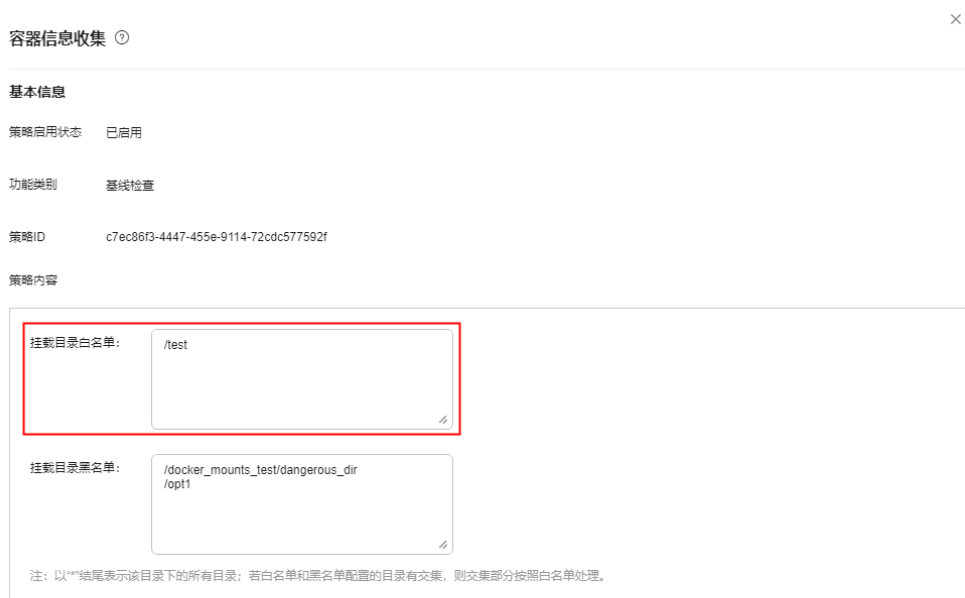 容器信息收集
基本信息
策略启用状态 已启用
功能类别 基线检查
策略ID c7ec86f3-4447-455e-9114-72cdc577592f
策略内容
挂载目录白名单： /test
挂载目录黑名单： /docker_mounts_test/dangerous_dir
/opt1
注：以“*”结尾表示该目录下的所有目录；若白名单和黑名单配置的目录有交集，则交集部分按照白名单处理。